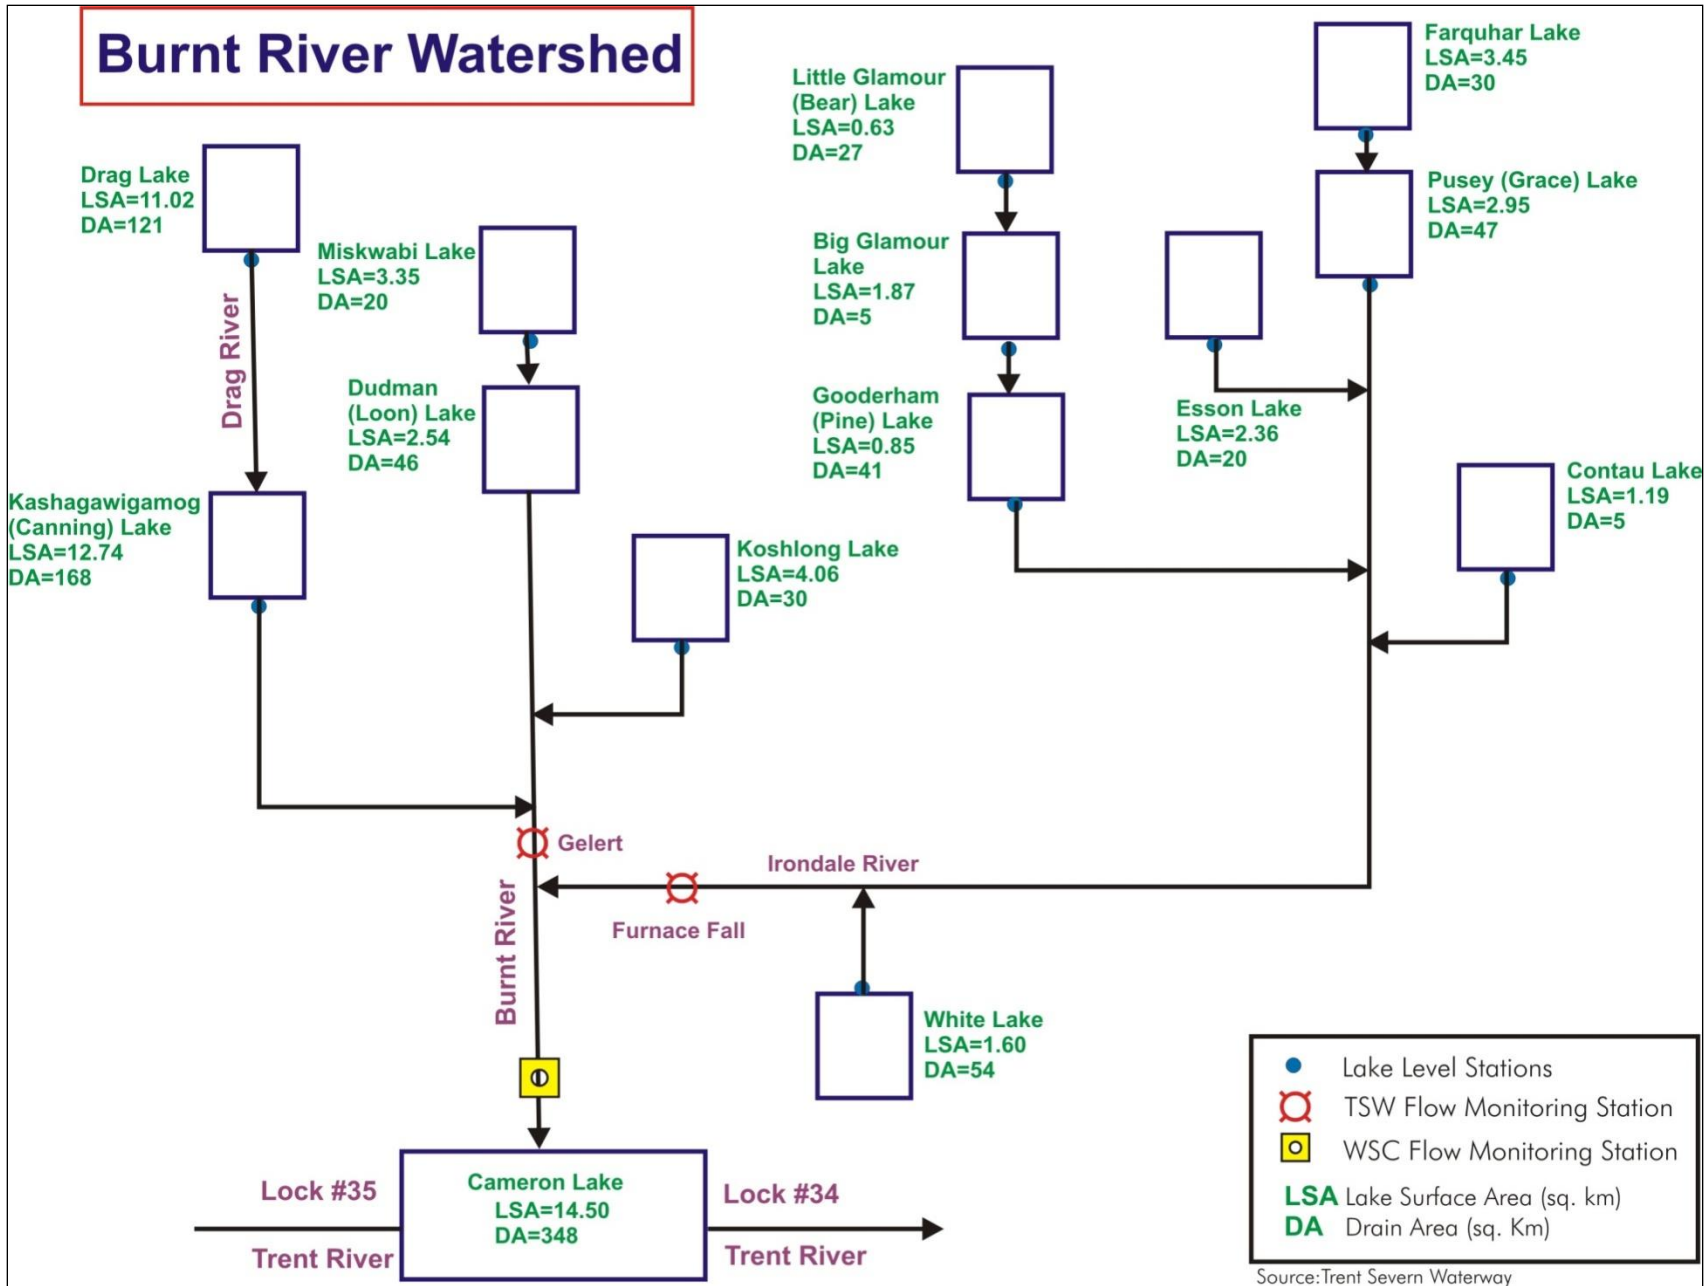 Burnt River Watershed
Drag Lake
LSA=11.02
DA=121
Drag River
Miskwabi Lake
LSA=3.35
DA=20
Dudman
(Loon) Lake
LSA=2.54
DA=46
Kashagawigamog
(Canning) Lake
LSA=12.74
DA=168
Koshlong Lake
LSA=4.06
DA=30
Little Glamour
(Bear) Lake
LSA=0.63
DA=27
Big Glamour
Lake
LSA=1.87
DA=5
Gooderham
(Pine) Lake
LSA=0.85
DA=41
Farquhar Lake
LSA=3.45
DA=30
Pusey (Grace) Lake
LSA=2.95
DA=47
Esson Lake
LSA=2.36
DA=20
Contau Lake
LSA=1.19
DA=5
Gelert
Irondale River
Furnace Fall
Burnt River
White Lake
LSA=1.60
DA=54
Lock #35
Trent River
Cameron Lake
LSA=14.50
DA=348
Lock #34
Trent River
Lake Level Stations
TSW Flow Monitoring Station
WSC Flow Monitoring Station
LSA Lake Surface Area (sq. km)
DA Drain Area (sq. Km)
Source:Trent Severn Waterway